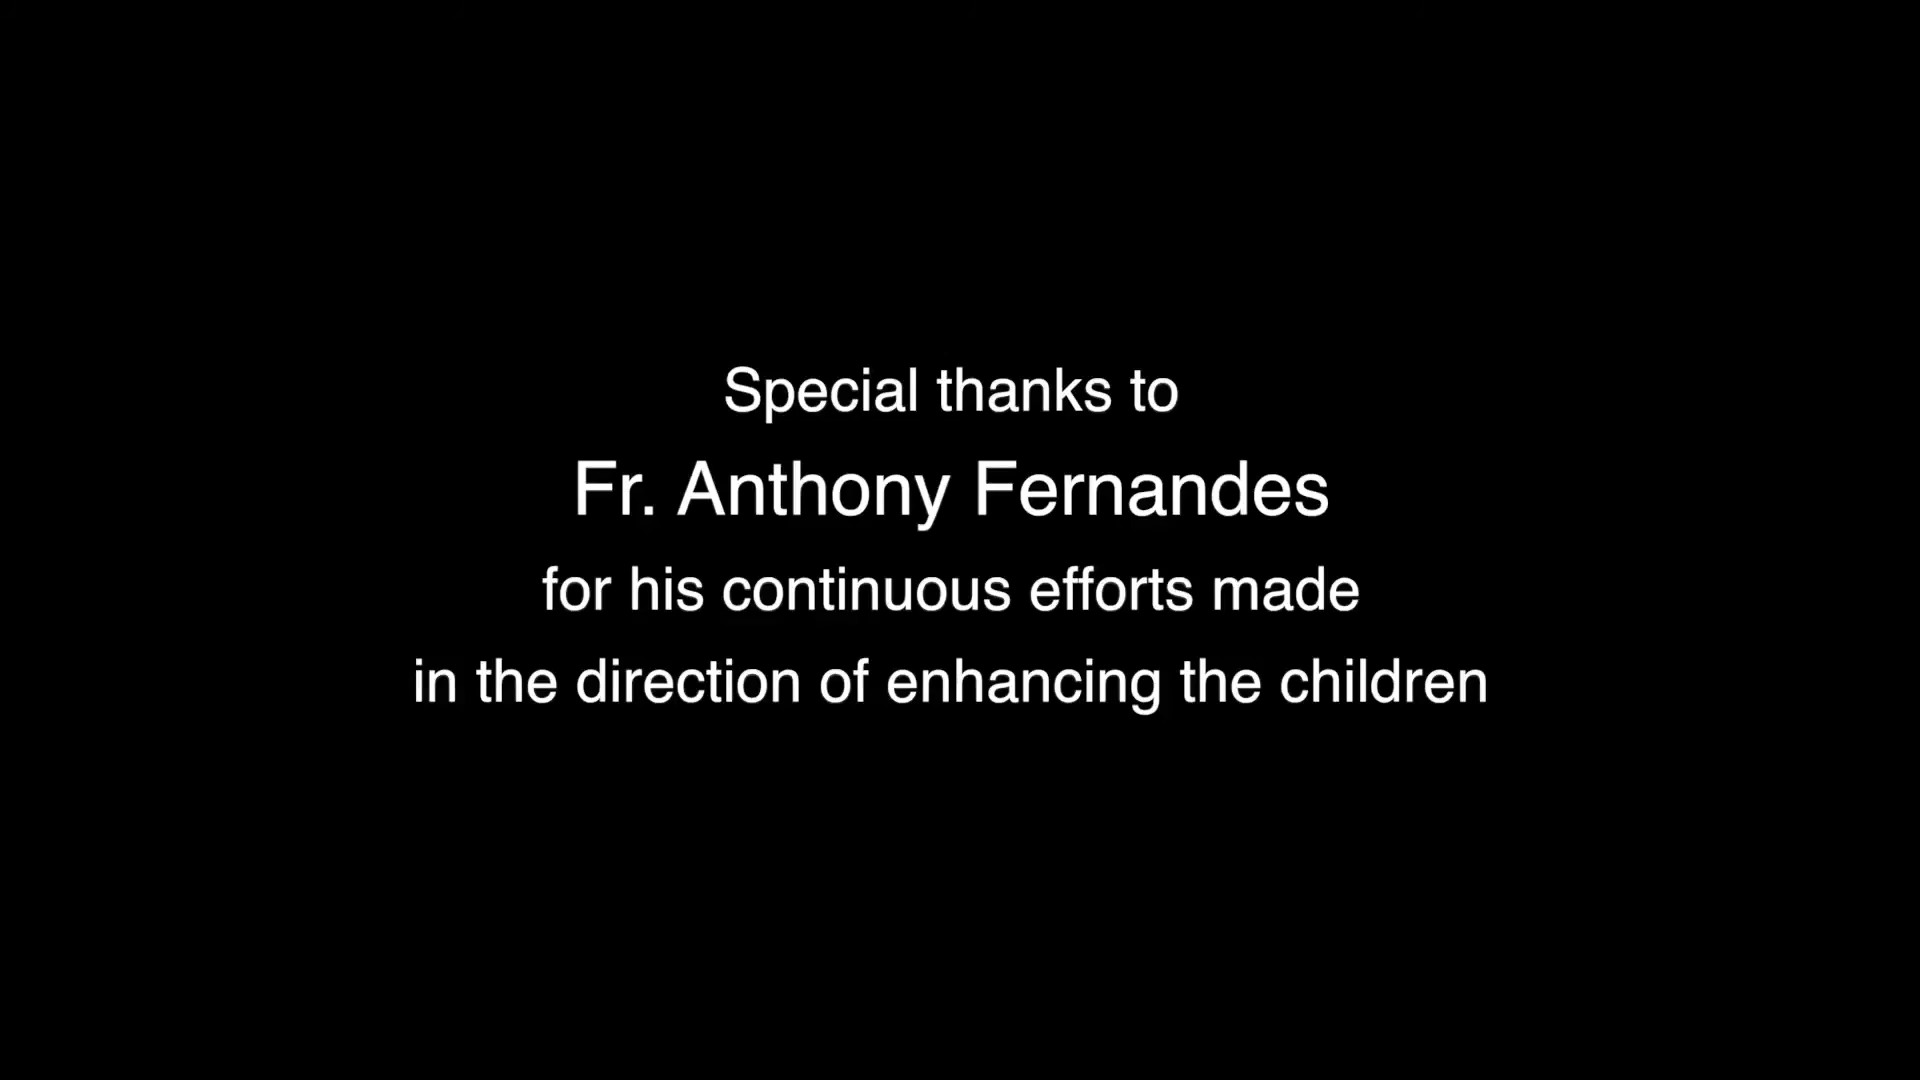 Special thanks to
Fr. Anthony Fernandes
for his continuous efforts made
in the direction of enhancing the children